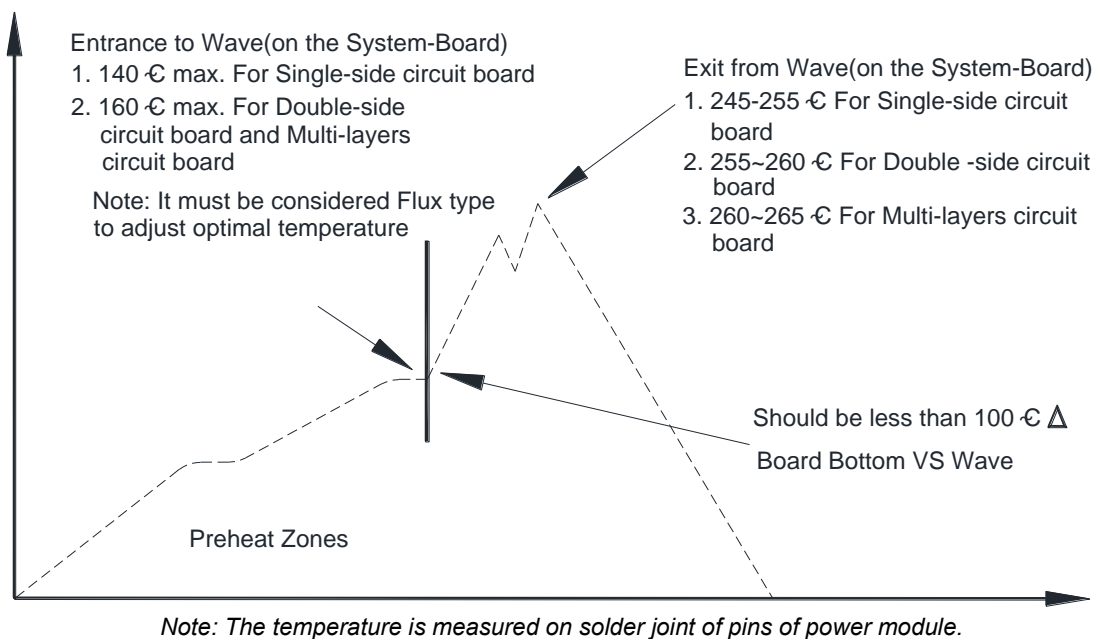 Entrance to Wave(on the System-Board)
1. 140 ℃ max. For Single-side circuit board
2. 160 ℃ max. For Double-side
circuit board and Multi-layers
circuit board
Note: It must be considered Flux type
to adjust optimal temperature
Exit from Wave(on the System-Board)
1. 245-255 ℃ For Single-side circuit
board
2. 255~260 ℃ For Double -side circuit
board
3. 260~265 ℃ For Multi-layers circuit
board
Should be less than 100 ℃ Δ
Board Bottom VS Wave
Preheat Zones
Note: The temperature is measured on solder joint of pins of power module.